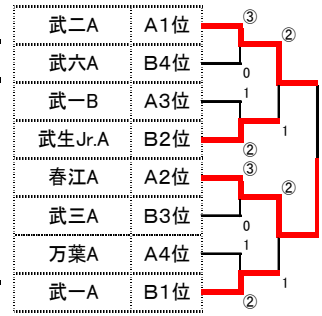 武二A A1位 ③
②
武六A B4位 0
武一B A3位 1
1
武生Jr.A B2位 ②
春江A A2位 ③
②
武三A B3位 0
万葉A A4位 1
1
武一A B1位 ②